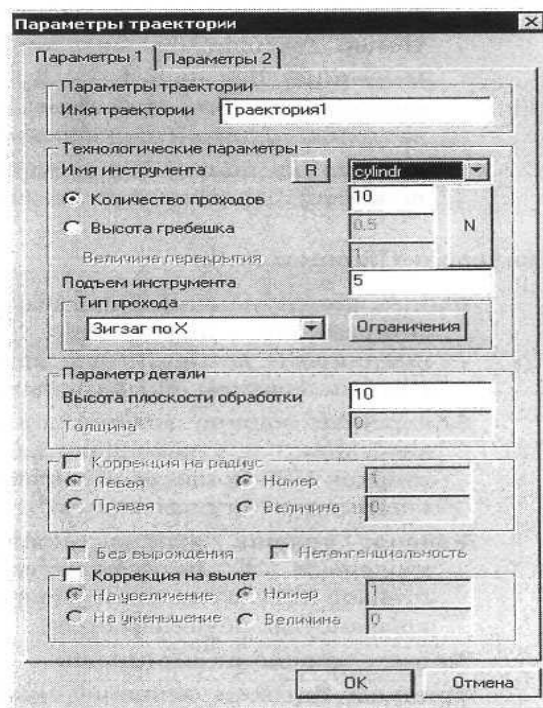 Параметры траектории
Параметры 1 Параметры 2
Параметры траектории
Имя траектории Траектория1
Технологические параметры
Имя инструмента R cylindr
Количество проходов 10
Высота гребешка 0.5 N
Величина перекрытия 1
Подъем инструмента 5
Тип прохода
Зигзаг по X Ограничения
Параметр детали
Высота плоскости обработки 10
Толщина 0
Коррекция на радиус
Левая Номер 1
Правая Величина 0
Без вырождения Нетангенциальность
Коррекция на вылет
На увеличение Номер 1
На уменьшение Величина 0
OK Отмена